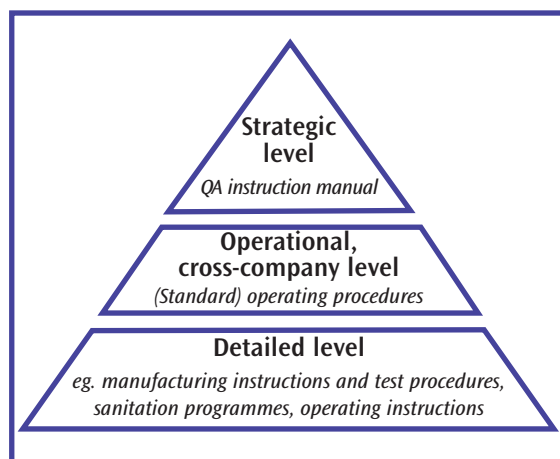 Strategic
level
QA instruction manual
Operational,
cross-company level
(Standard) operating procedures
Detailed level
eg. manufacturing instructions and test procedures,
sanitation programmes, operating instructions